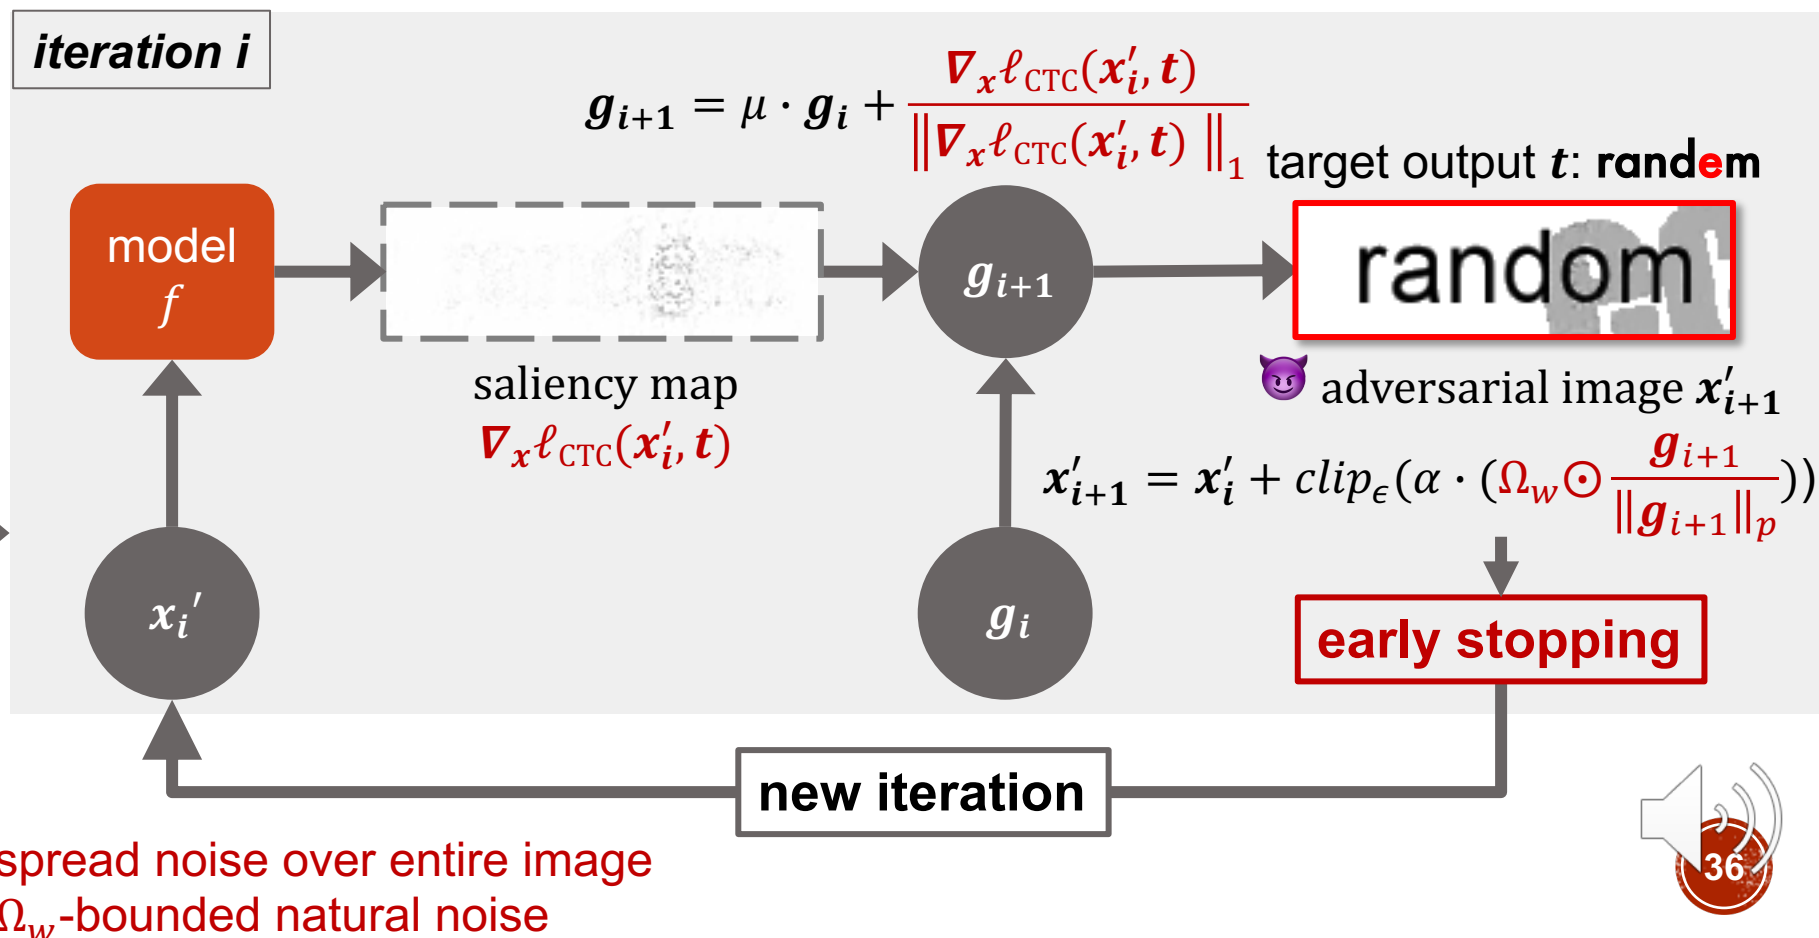 iteration i
g_{i+1} = μ · g_i + ∇_x ℓ_CTC(x′_i, t) / ‖∇_x ℓ_CTC(x′_i, t)‖_1
target output t: randem
model
f
g_{i+1}
random
saliency map
∇_x ℓ_CTC(x′_i, t)
😈 adversarial image x′_{i+1}
x′_{i+1} = x′_i + clip_ϵ(α · (Ω_w ⊙ g_{i+1} / ‖g_{i+1}‖_p))
x_i′
g_i
early stopping
new iteration
spread noise over entire image
Ω_w-bounded natural noise
36